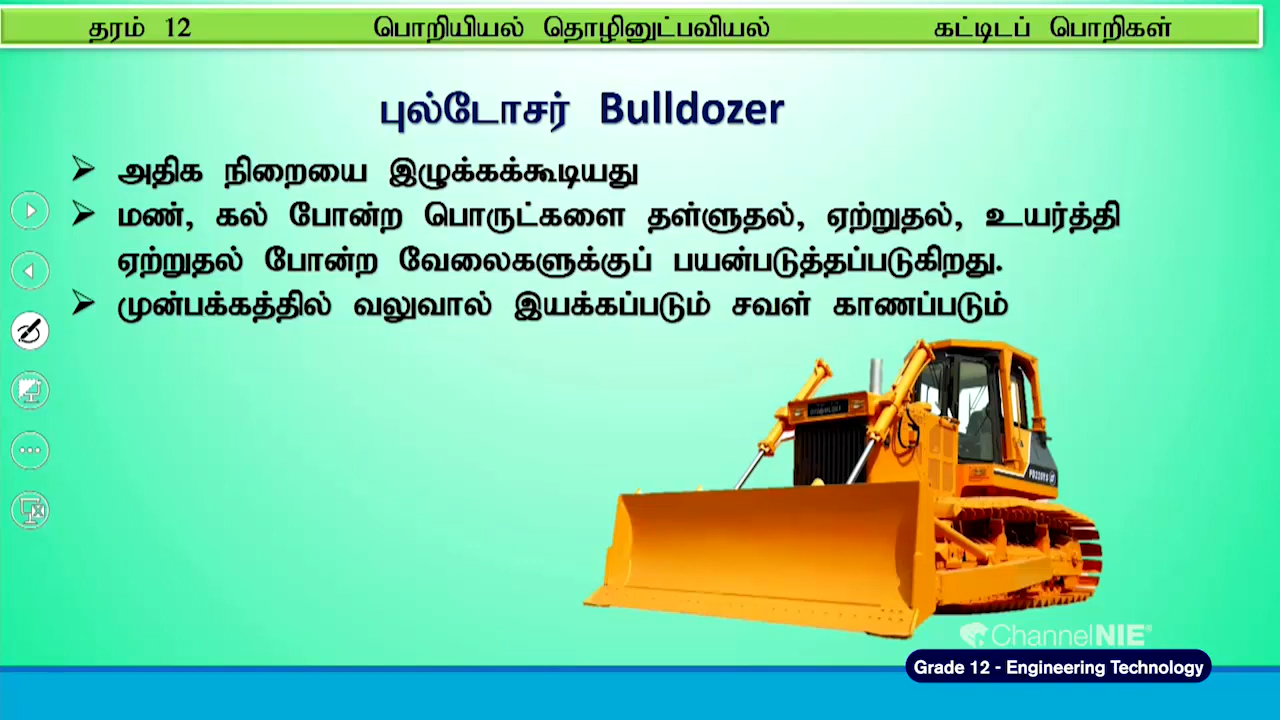 தரம் 12 பொறியியல் தொழினுட்பவியல் கட்டிடப் பொறிகள்
புல்டோசர் Bulldozer
➢ அதிக நிறையை இழுக்கக்கூடியது
➢ மண், கல் போன்ற பொருட்களை தள்ளுதல், ஏற்றுதல், உயர்த்தி
ஏற்றுதல் போன்ற வேலைகளுக்குப் பயன்படுத்தப்படுகிறது.
➢ முன்பக்கத்தில் வலுவால் இயக்கப்படும் சவள் காணப்படும்
ChannelNIE
Grade 12 - Engineering Technology